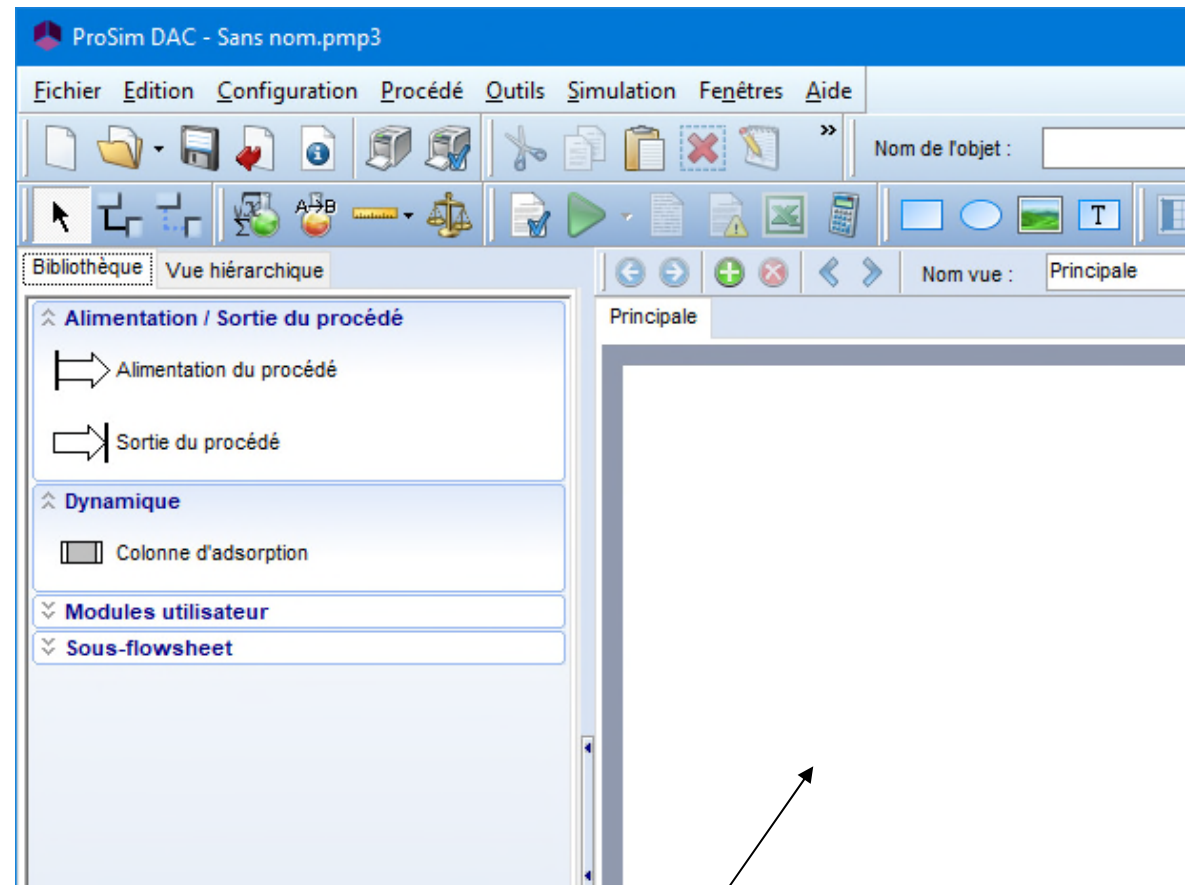 ProSim DAC - Sans nom.pmp3
Fichier Edition Configuration Procédé Outils Simulation Fenêtres Aide
» Nom de l'objet :
A→B
Σ
T
Bibliothèque Vue hiérarchique
Nom vue : Principale
Principale
Alimentation / Sortie du procédé
Alimentation du procédé
Sortie du procédé
Dynamique
Colonne d'adsorption
Modules utilisateur
Sous-flowsheet